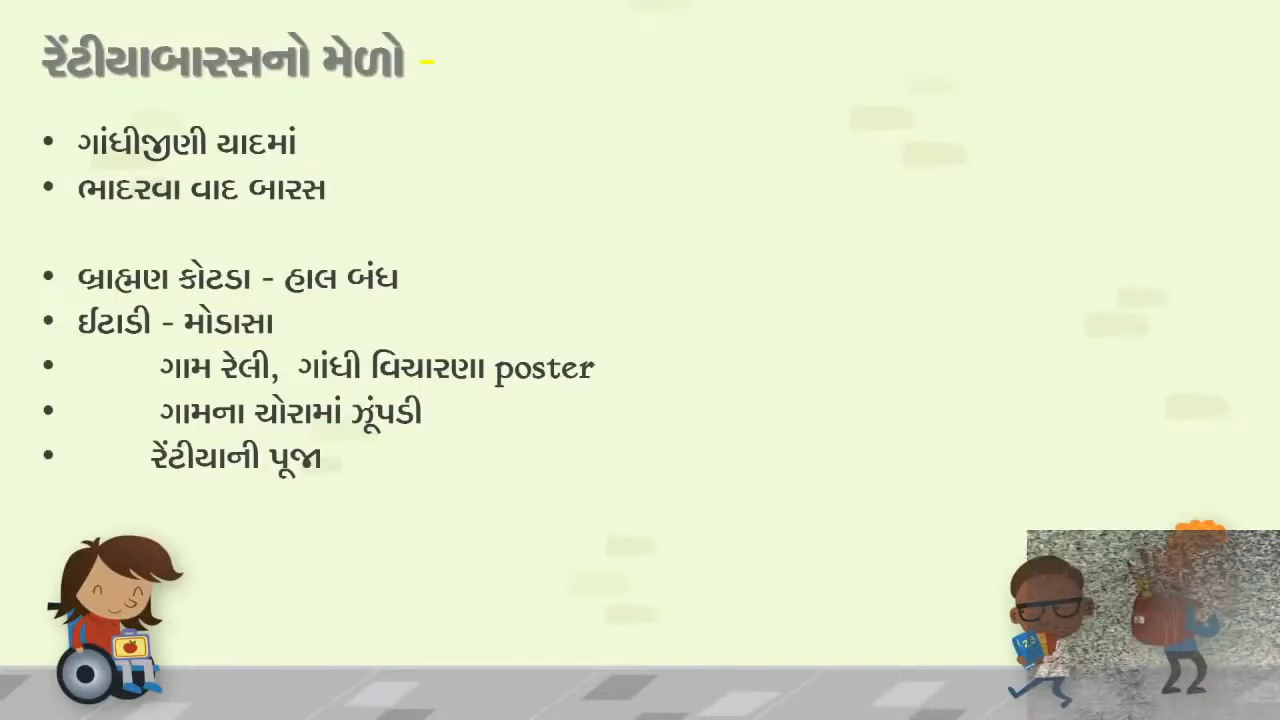 રેંટીયાબારસનો મેળો -
• ગાંધીજીણી યાદમાં
• ભાદરવા વાદ બારસ
• બ્રાહ્મણ કોટડા - હાલ બંધ
• ઈટાડી - મોડાસા
• ગામ રેલી, ગાંધી વિચારણા poster
• ગામના ચોરામાં ઝૂંપડી
• રેંટીયાની પૂજા